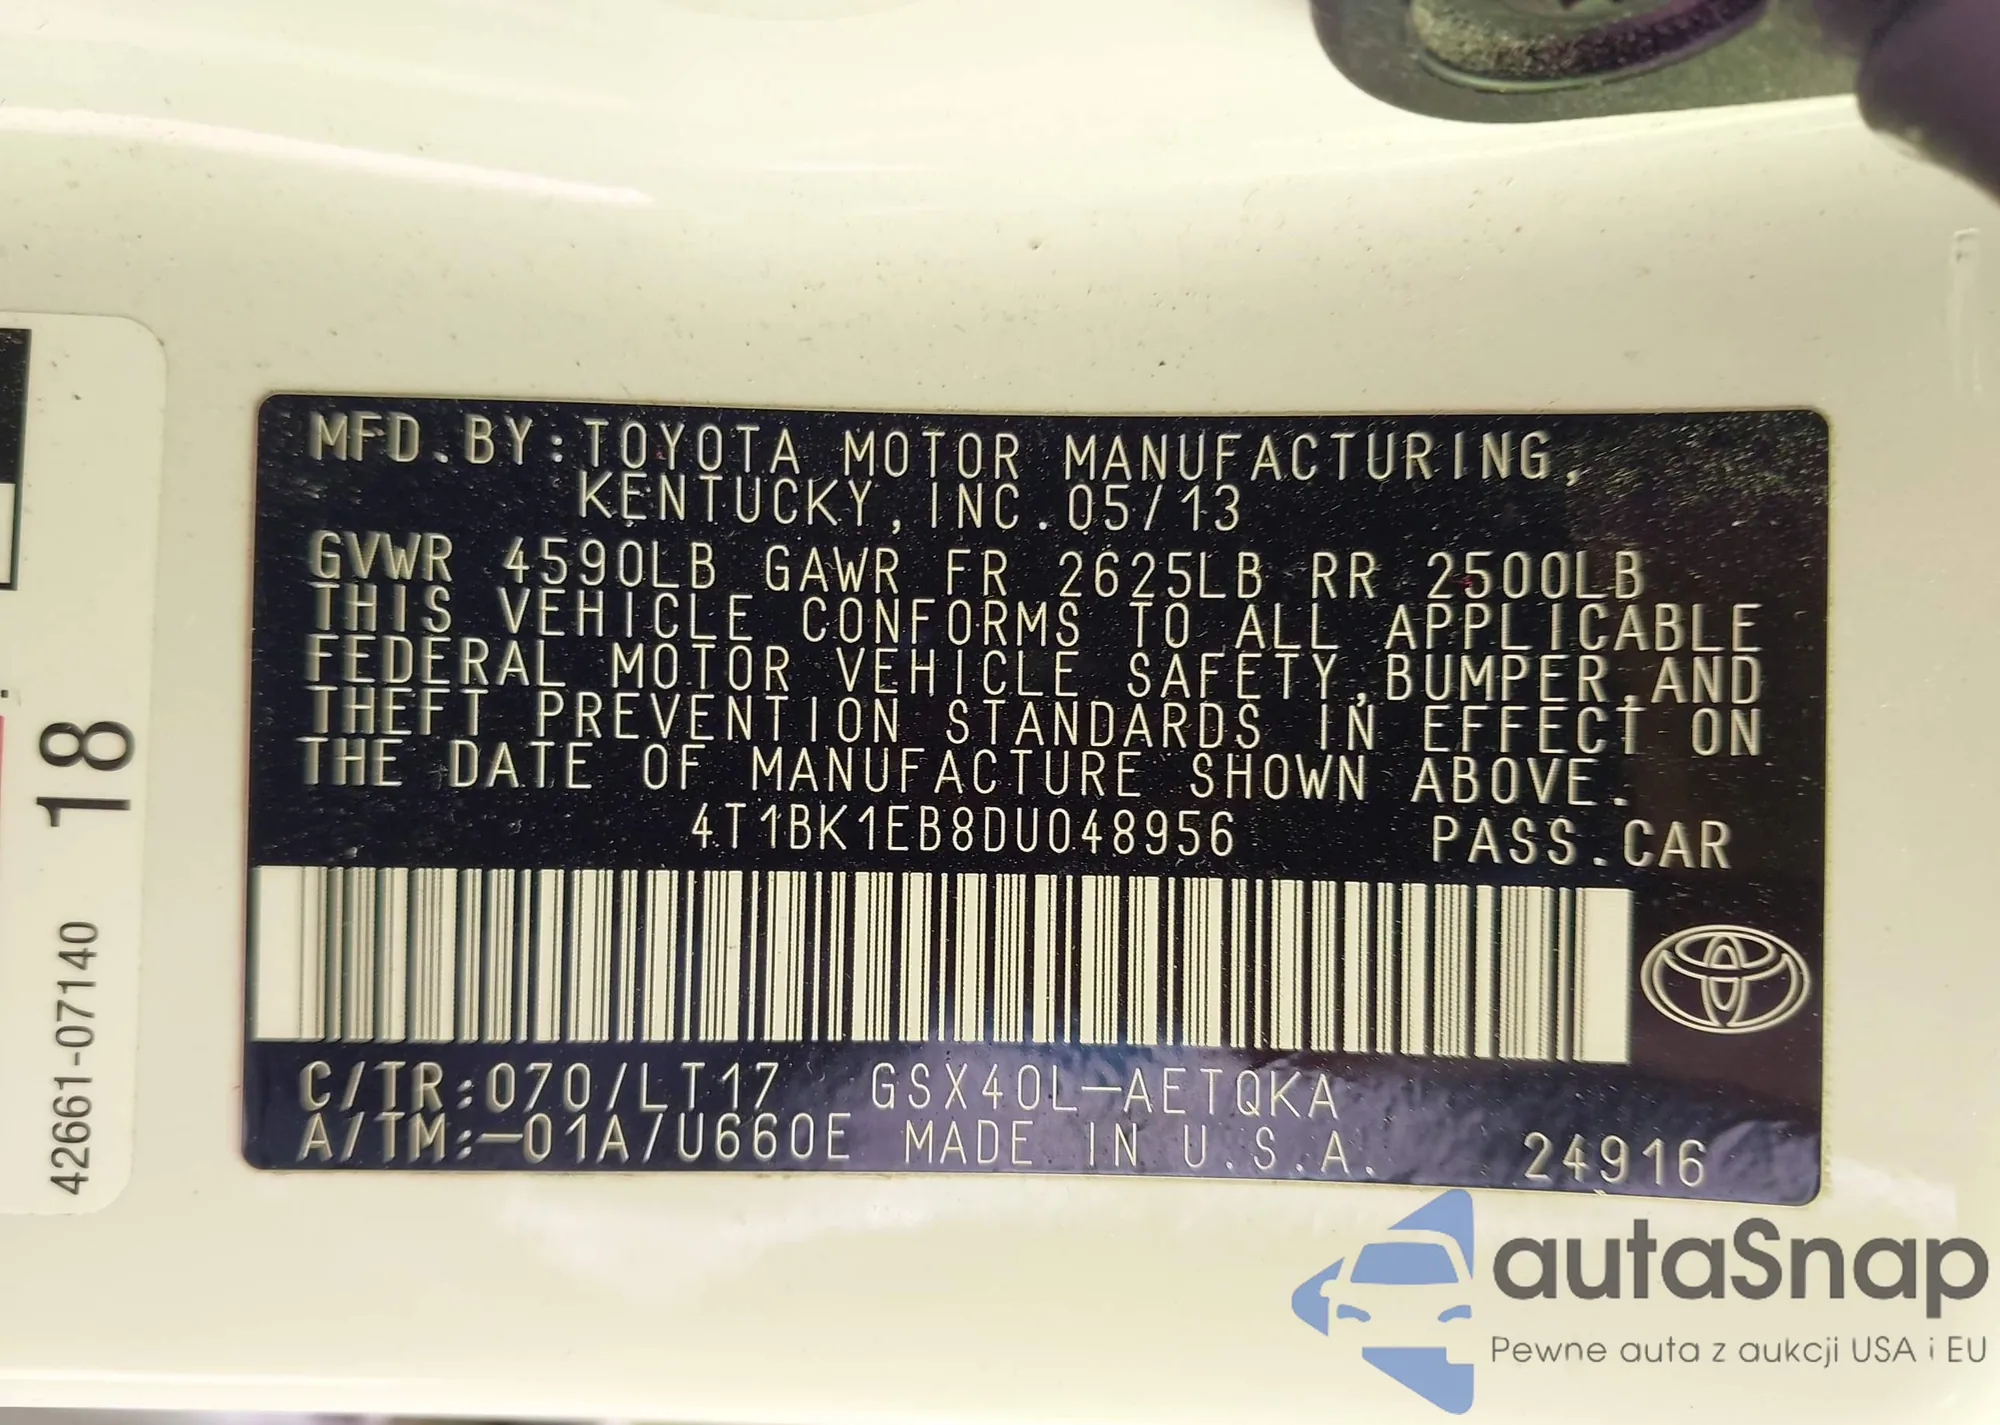 MFD.BY:TOYOTA MOTOR MANUFACTURING,
KENTUCKY,INC.05/13
GVWR 4590LB GAWR FR 2625LB RR 2500LB
THIS VEHICLE CONFORMS TO ALL APPLICABLE
FEDERAL MOTOR VEHICLE SAFETY,BUMPER,AND
THEFT PREVENTION STANDARDS IN EFFECT ON
THE DATE OF MANUFACTURE SHOWN ABOVE.
4T1BK1EB8DU048956 PASS.CAR
C/TR:070/LT17 GSX40L-AETQKA
A/TM:-01A/U660E MADE IN U.S.A. 24916
18
42661-07140
autaSnap
Pewne auta z aukcji USA i EU